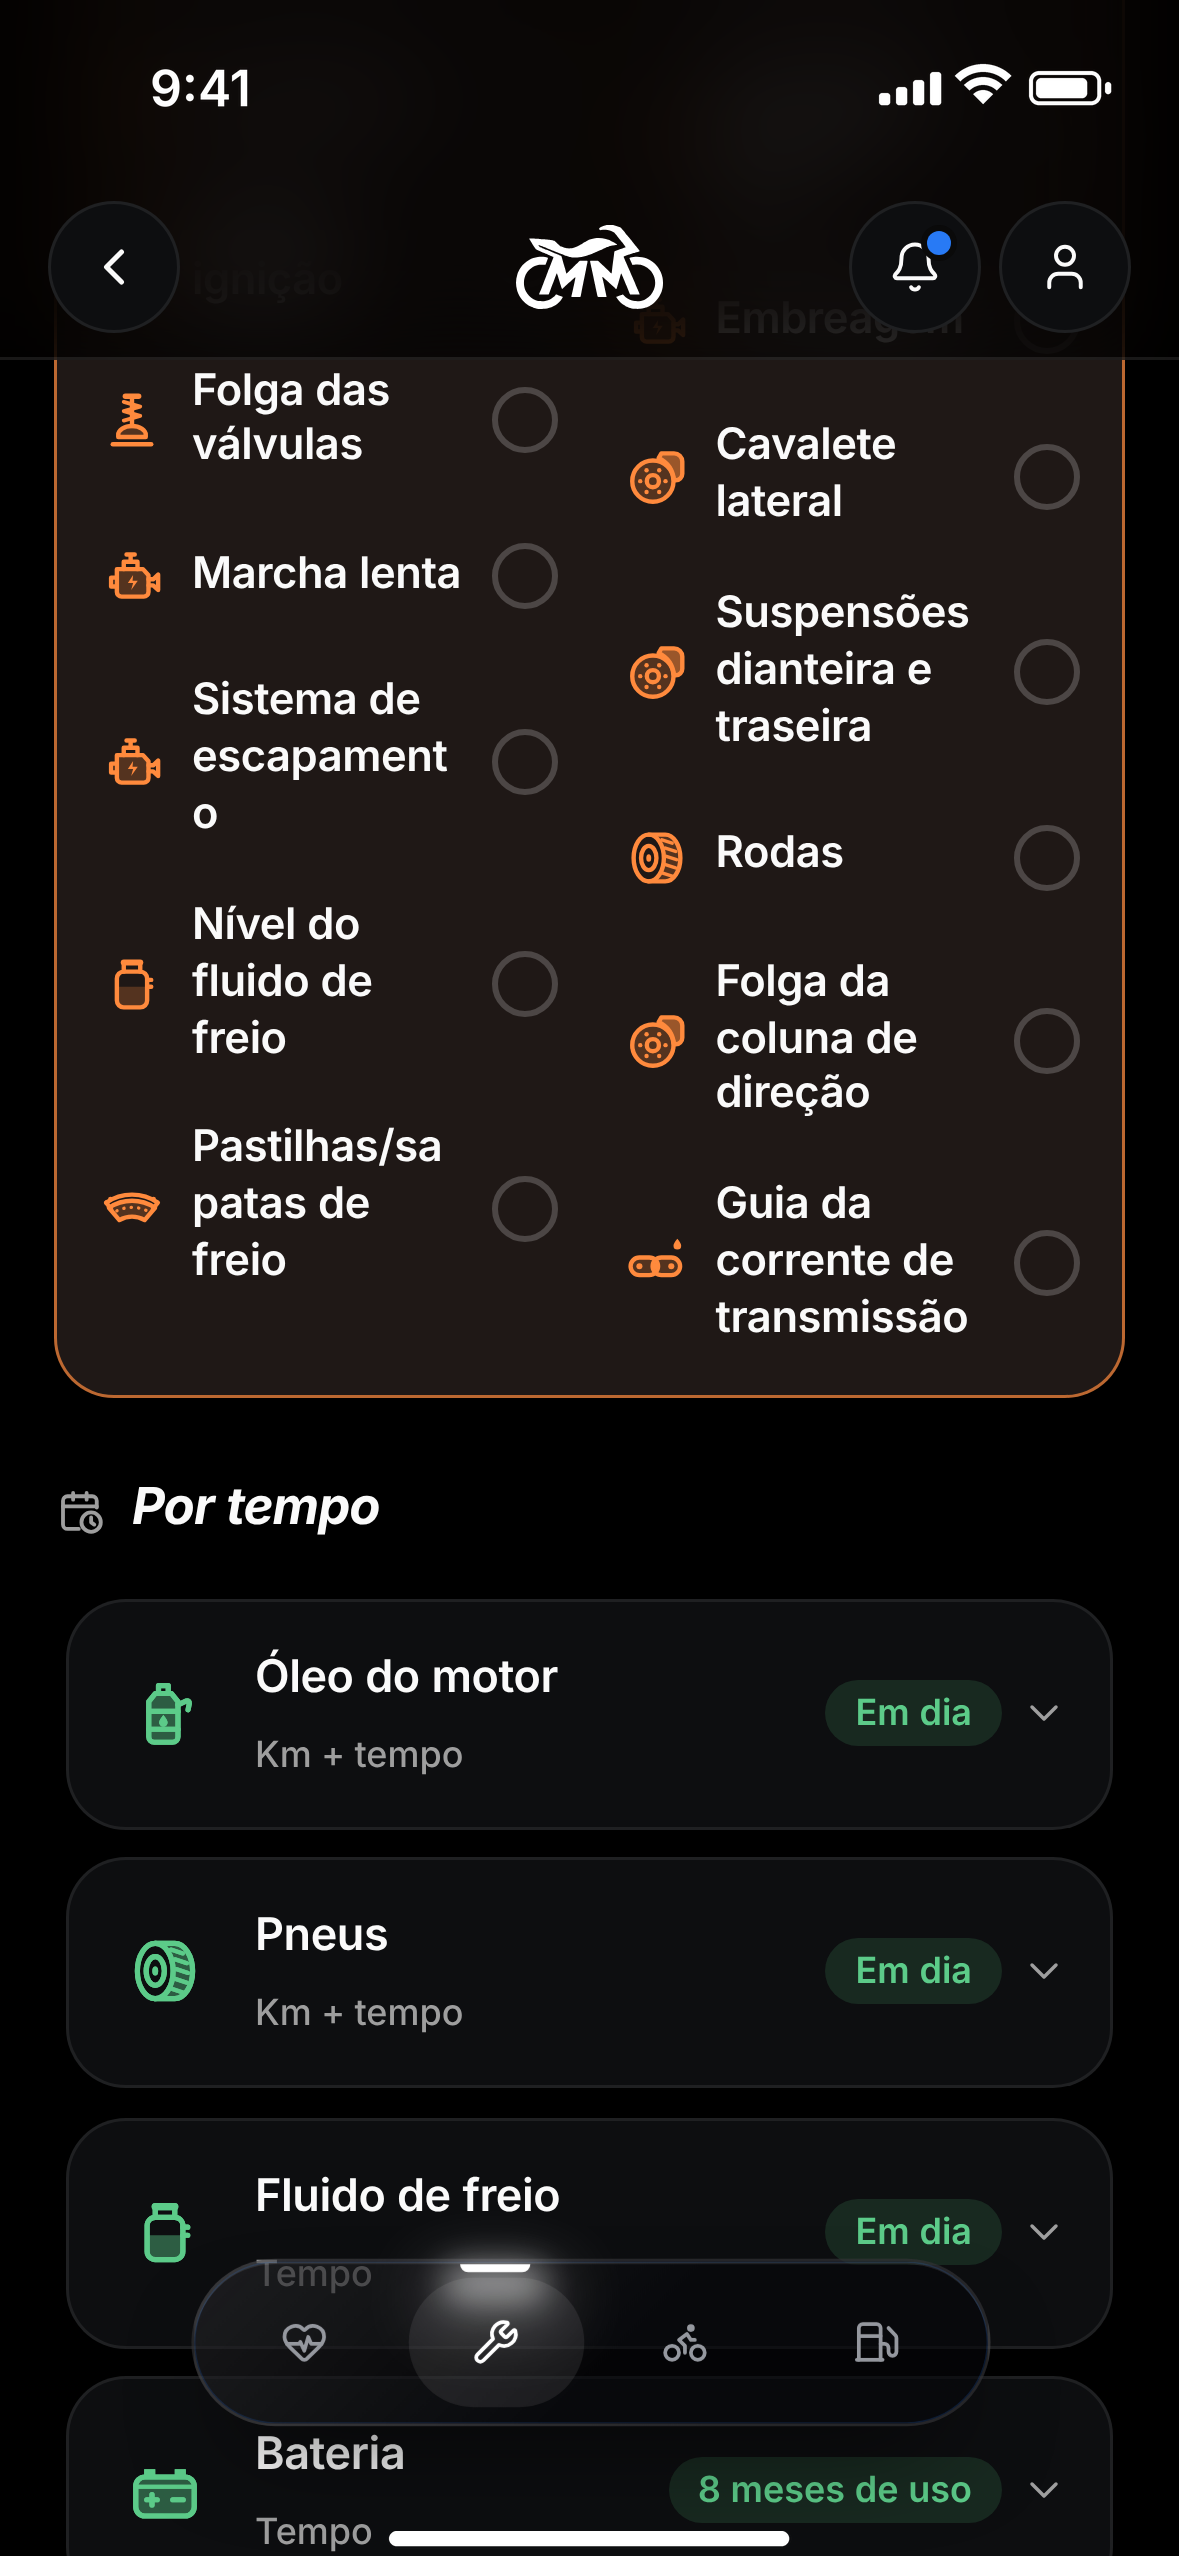 9:41
MM
ignição
Embreagem
Folga das
válvulas
Cavalete
lateral
Marcha lenta
Suspensões
dianteira e
traseira
Sistema de
escapament
o
Rodas
Nível do
fluido de
freio
Folga da
coluna de
direção
Pastilhas/sa
patas de
freio
Guia da
corrente de
transmissão
Por tempo
Óleo do motor
Km + tempo
Em dia
Pneus
Km + tempo
Em dia
Fluido de freio
Tempo
Em dia
Bateria
Tempo
8 meses de uso